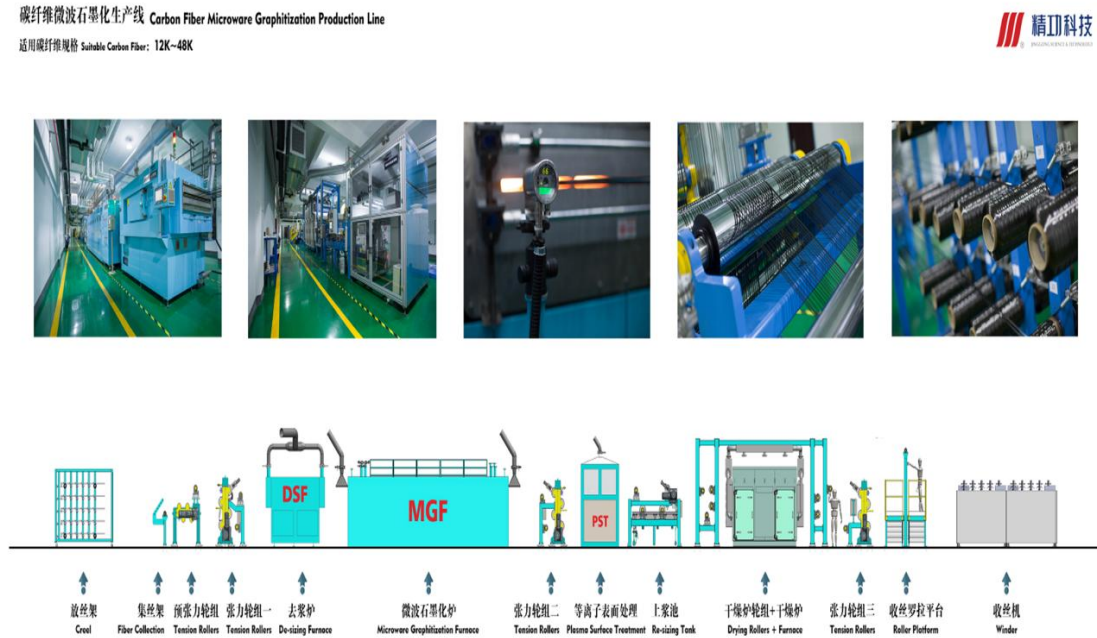 碳纤维微波石墨化生产线 Carbon Fiber Microware Graphitization Production Line
适用碳纤维规格 Suitable Carbon Fiber: 12K~48K
精功科技
JINGGONG SCIENCE & TECHNOLOGY
DSF
MGF
PST
放丝架 集丝架 预张力轮组 张力轮组一 去浆炉 微波石墨化炉 张力轮组二 等离子表面处理 上浆池 干燥炉轮组+干燥炉 张力轮组三 收丝罗拉平台 收丝机
Creel Fiber Collection Tension Rollers Tension Rollers De-sizing Furnace Microware Graphitization Furnace Tension Rollers Plasma Surface Treatment Re-sizing Tank Drying Rollers + Furnace Tension Rollers Roller Platform Winder